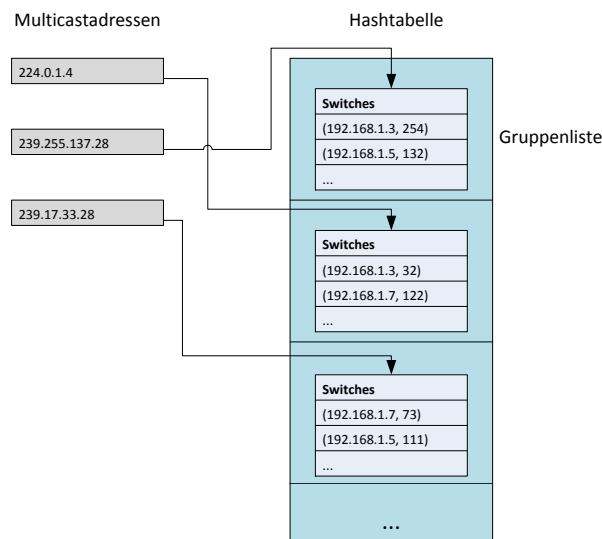 Multicastadressen
Hashtabelle
224.0.1.4
239.255.137.28
239.17.33.28
Switches
(192.168.1.3, 254)
(192.168.1.5, 132)
...
Gruppenliste
Switches
(192.168.1.3, 32)
(192.168.1.7, 122)
...
Switches
(192.168.1.7, 73)
(192.168.1.5, 111)
...
...